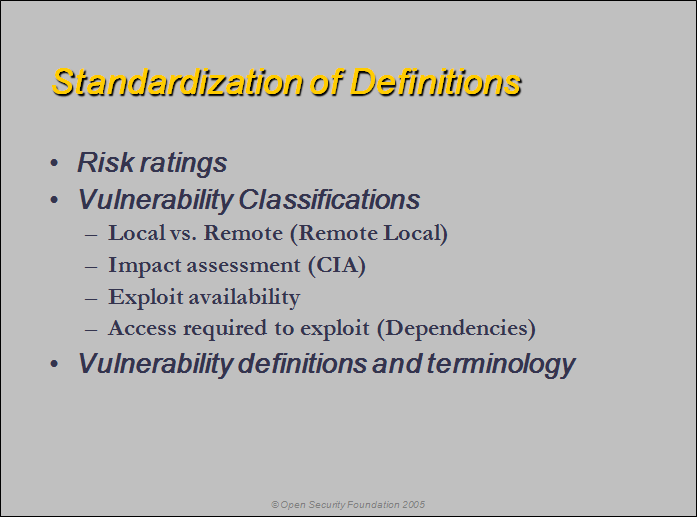 Standardization of Definitions
• Risk ratings
• Vulnerability Classifications
– Local vs. Remote (Remote Local)
– Impact assessment (CIA)
– Exploit availability
– Access required to exploit (Dependencies)
• Vulnerability definitions and terminology
© Open Security Foundation 2005